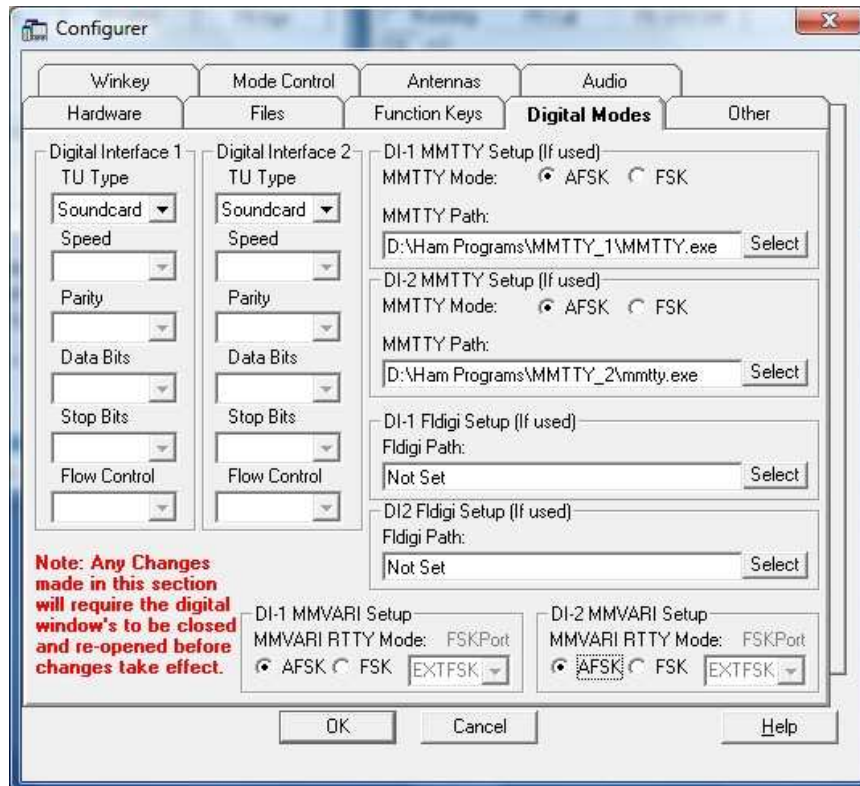 Configurer
Winkey Mode Control Antennas Audio
Hardware Files Function Keys Digital Modes Other
Digital Interface 1
TU Type
Soundcard
Speed
Parity
Data Bits
Stop Bits
Flow Control
Digital Interface 2
TU Type
Soundcard
Speed
Parity
Data Bits
Stop Bits
Flow Control
DI-1 MMTTY Setup (If used)
MMTTY Mode: AFSK FSK
MMTTY Path:
D:\Ham Programs\MMTTY_1\MMTTY.exe Select
DI-2 MMTTY Setup (If used)
MMTTY Mode: AFSK FSK
MMTTY Path:
D:\Ham Programs\MMTTY_2\mmtty.exe Select
DI-1 Fldigi Setup (If used)
Fldigi Path:
Not Set Select
DI2 Fldigi Setup (If used)
Fldigi Path:
Not Set Select
Note: Any Changes
made in this section
will require the digital
window's to be closed
and re-opened before
changes take effect.
DI-1 MMVARI Setup
MMVARI RTTY Mode: FSKPort
AFSK FSK EXTFSK
DI-2 MMVARI Setup
MMVARI RTTY Mode: FSKPort
AFSK FSK EXTFSK
OK Cancel Help